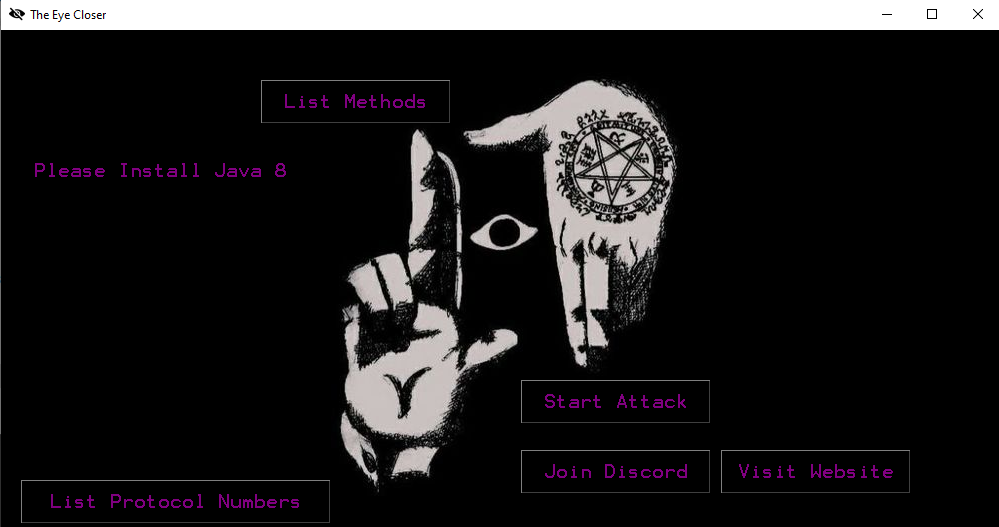 The Eye Closer
List Methods
Please Install Java 8
Start Attack
Join Discord
Visit Website
List Protocol Numbers